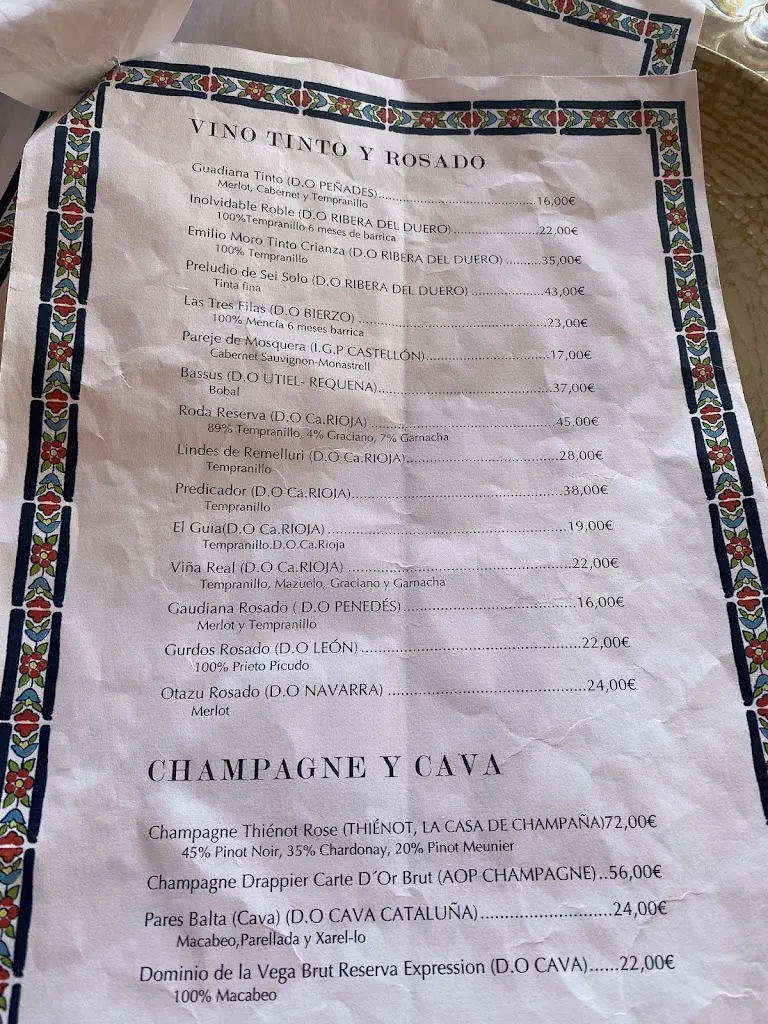 VINO TINTO Y ROSADO
Guadiana Tinto (D.O PEÑADES)........................................16,00€
Merlot, Cabernet y Tempranillo
Inolvidable Roble (D.O RIBERA DEL DUERO).....................22,00€
100%Tempranillo 6 meses de barrica
Emilio Moro Tinto Crianza (D.O RIBERA DEL DUERO) .........35,00€
100% Tempranillo
Preludio de Sei Solo (D.O RIBERA DEL DUERO) ..................43,00€
Tinta fina
Las Tres Filas (D.O BIERZO) ..............................................23,00€
100% Mencía 6 meses barrica
Pareje de Mosquera (I.G.P CASTELLÓN)..............................17,00€
Cabernet Sauvignon-Monastrell
Bassus (D.O UTIEL- REQUENA)..........................................37,00€
Bobal
Roda Reserva (D.O Ca.RIOJA) ............................................45,00€
89% Tempranillo, 4% Graciano, 7% Garnacha
Lindes de Remelluri (D.O Ca.RIOJA)...................................28,00€
Tempranillo
Predicador (D.O Ca.RIOJA)................................................38,00€
Tempranillo
El Guia(D.O Ca.RIOJA) ......................................................19,00€
Tempranillo.D.O.Ca.Rioja
Viña Real (D.O Ca.RIOJA) ..................................................22,00€
Tempranillo, Mazuelo, Graciano y Garnacha
Gaudiana Rosado ( D.O PENEDÉS).......................................16,00€
Merlot y Tempranillo
Gurdos Rosado (D.O LEÓN) ...............................................22,00€
100% Prieto Picudo
Otazu Rosado (D.O NAVARRA) ...........................................24,00€
Merlot
CHAMPAGNE Y CAVA
Champagne Thiénot Rose (THIÉNOT, LA CASA DE CHAMPAÑA)72,00€
45% Pinot Noir, 35% Chardonay, 20% Pinot Meunier
Champagne Drappier Carte D´Or Brut (AOP CHAMPAGNE)..56,00€
Pares Balta (Cava) (D.O CAVA CATALUÑA).........................24,00€
Macabeo,Parellada y Xarel-lo
Dominio de la Vega Brut Reserva Expression (D.O CAVA)......22,00€
100% Macabeo